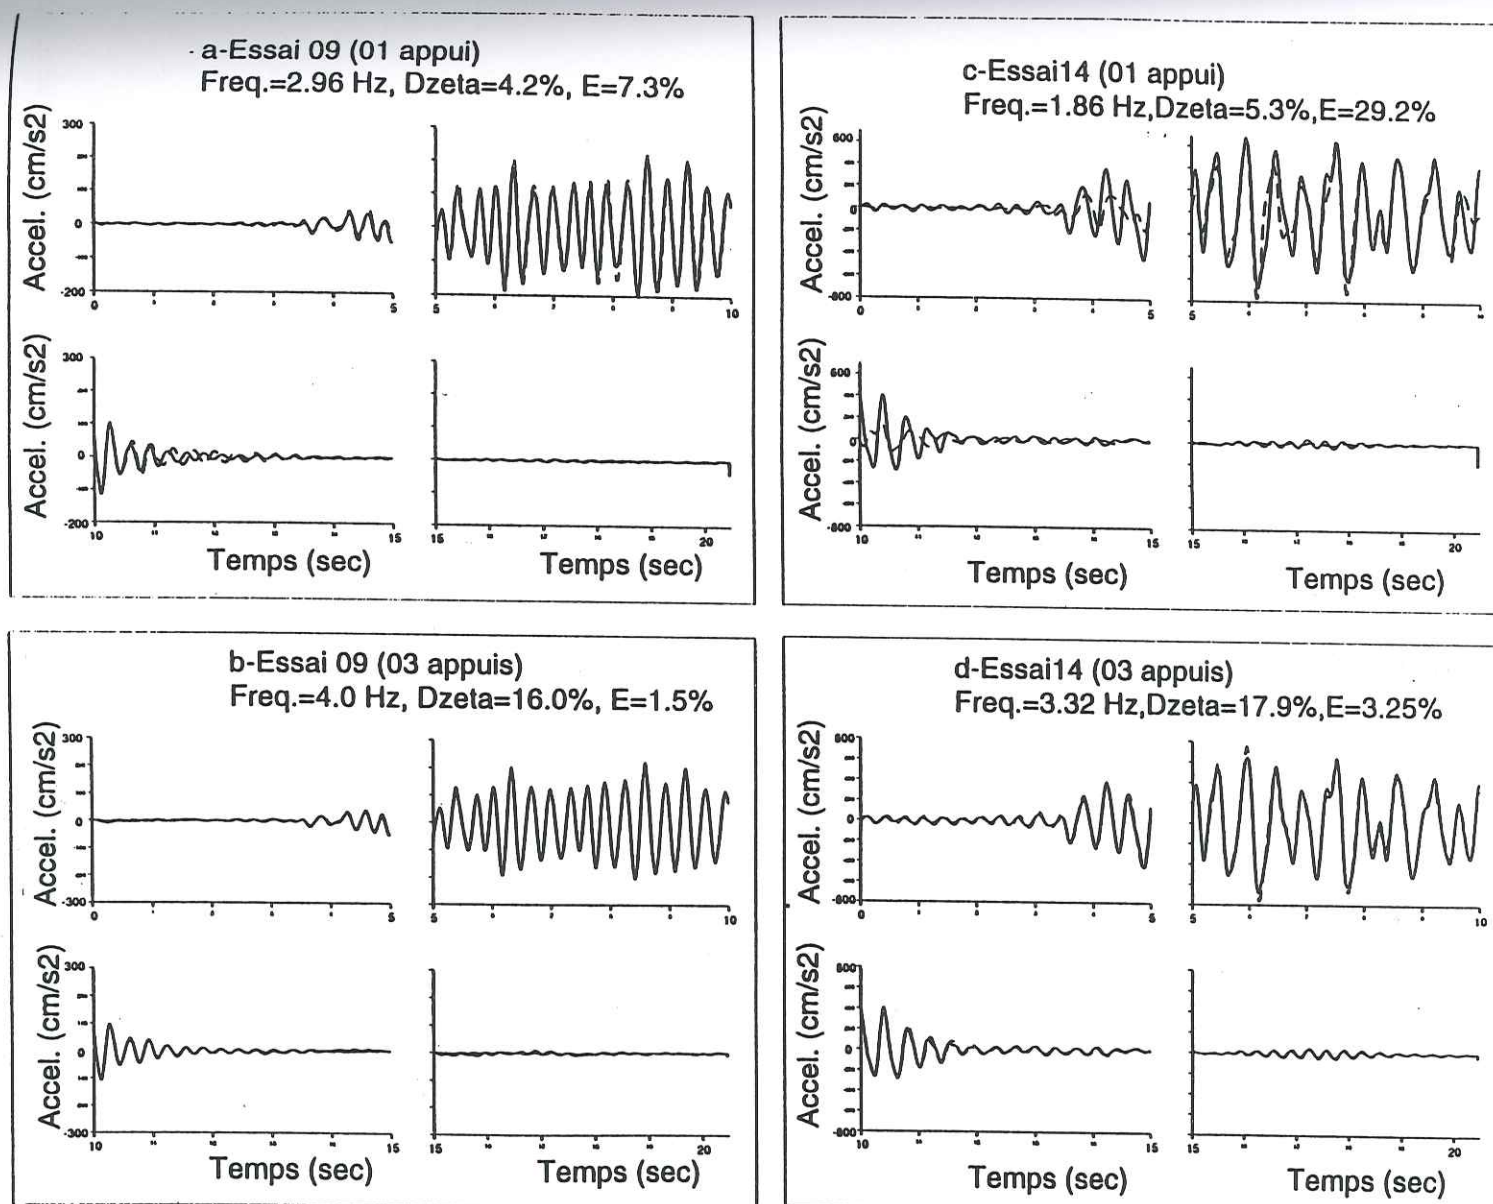 a-Essai 09 (01 appui)
Freq.=2.96 Hz, Dzeta=4.2%, E=7.3%
Accel. (cm/s2)
300
0
-200
0
5
5
10
Accel. (cm/s2)
300
0
-200
10
15
15
20
Temps (sec)
Temps (sec)
c-Essai14 (01 appui)
Freq.=1.86 Hz,Dzeta=5.3%,E=29.2%
Accel. (cm/s2)
600
0
-800
0
5
5
Accel. (cm/s2)
600
0
-800
10
15
15
20
Temps (sec)
Temps (sec)
b-Essai 09 (03 appuis)
Freq.=4.0 Hz, Dzeta=16.0%, E=1.5%
Accel. (cm/s2)
300
0
-300
0
5
5
10
Accel. (cm/s2)
300
0
-300
10
15
15
20
Temps (sec)
Temps (sec)
d-Essai14 (03 appuis)
Freq.=3.32 Hz,Dzeta=17.9%,E=3.25%
Accel. (cm/s2)
600
0
-800
0
5
5
10
Accel. (cm/s2)
600
0
-800
10
15
15
20
Temps (sec)
Temps (sec)